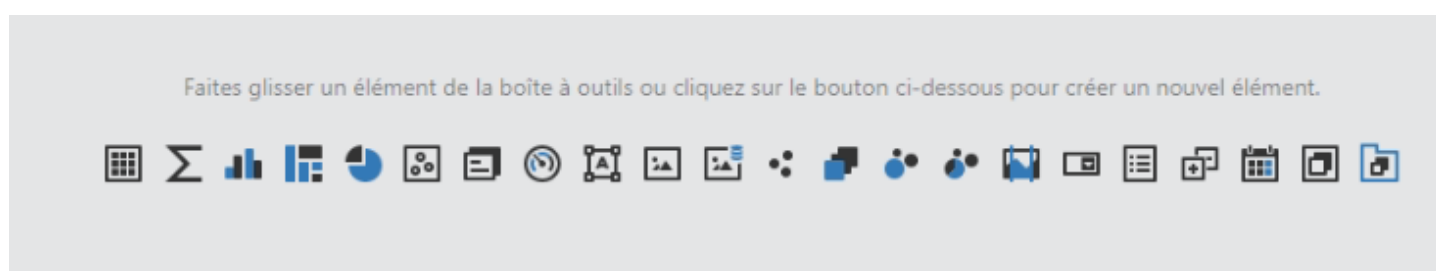 Faites glisser un élément de la boîte à outils ou cliquez sur le bouton ci-dessous pour créer un nouvel élément.